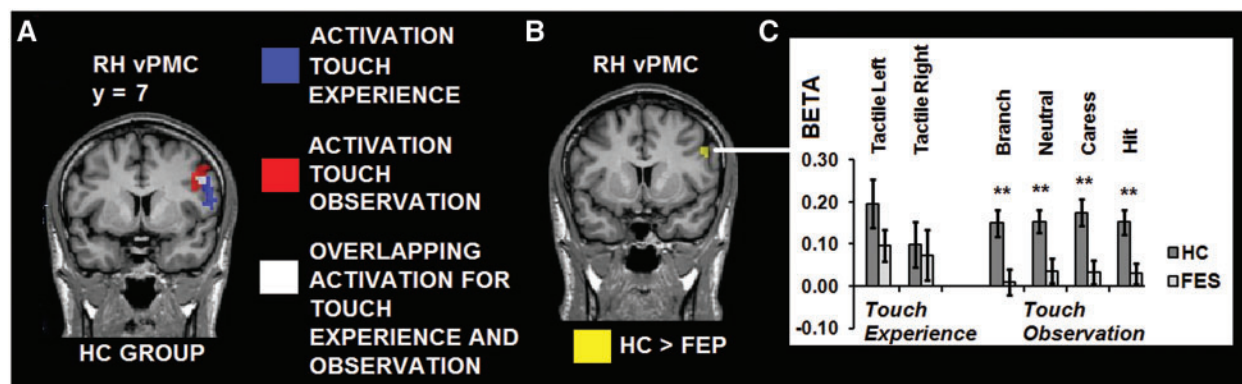 A
RH vPMC
y = 7
HC GROUP
ACTIVATION
TOUCH
EXPERIENCE
ACTIVATION
TOUCH
OBSERVATION
OVERLAPPING
ACTIVATION FOR
TOUCH
EXPERIENCE AND
OBSERVATION
B
RH vPMC
HC > FEP
C
BETA
Tactile Left
Tactile Right
Branch
Neutral
Caress
Hit
0.30
0.20
0.10
0.00
-0.10
** ** ** **
HC
FES
Touch
Experience
Touch
Observation